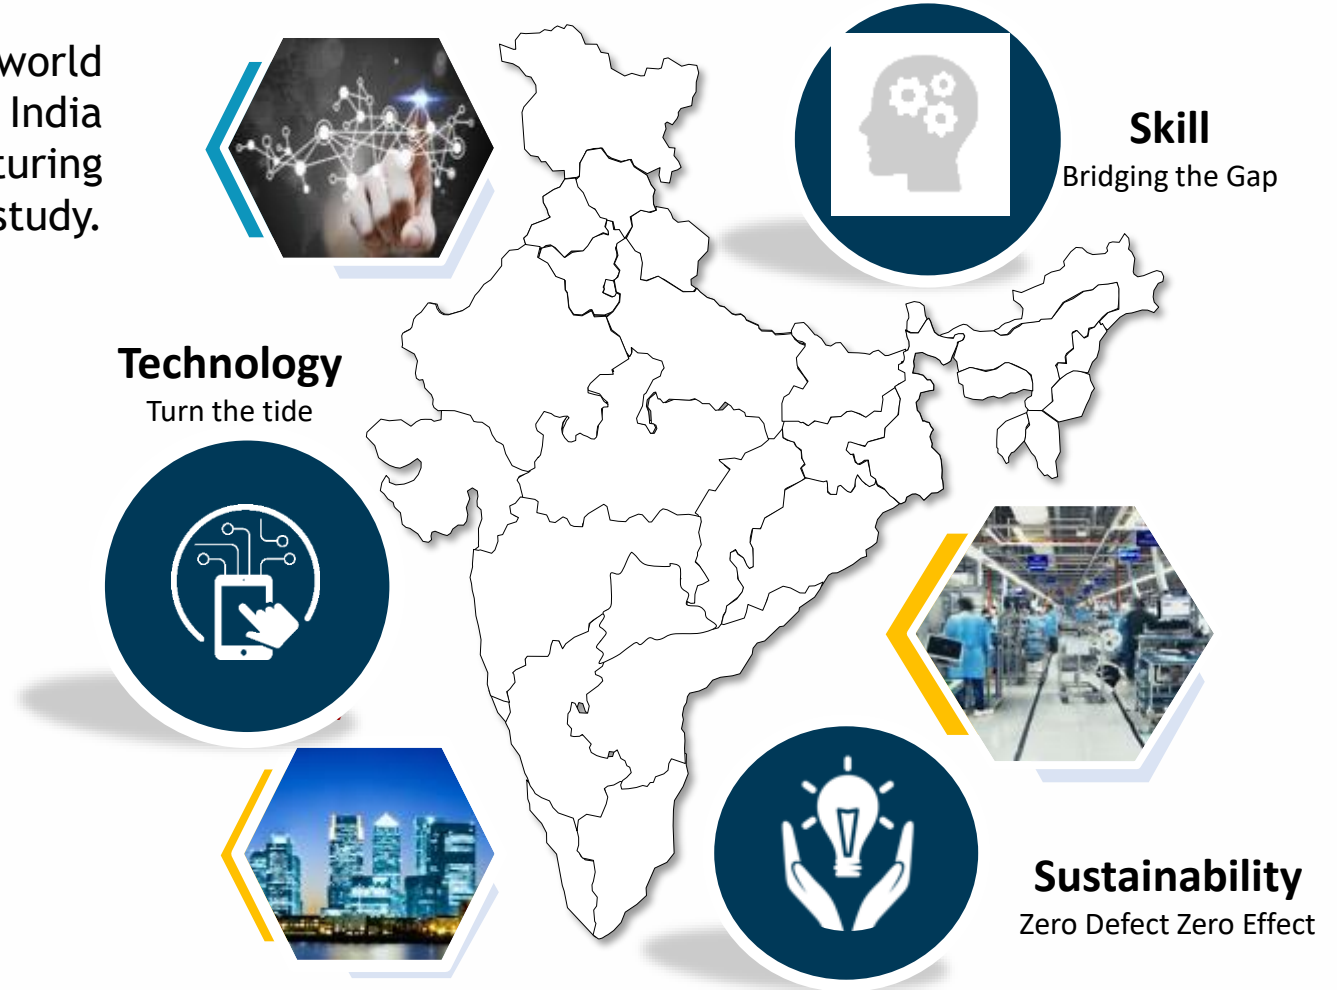 world
India
turing
study.
Skill
Bridging the Gap
Technology
Turn the tide
Sustainability
Zero Defect Zero Effect